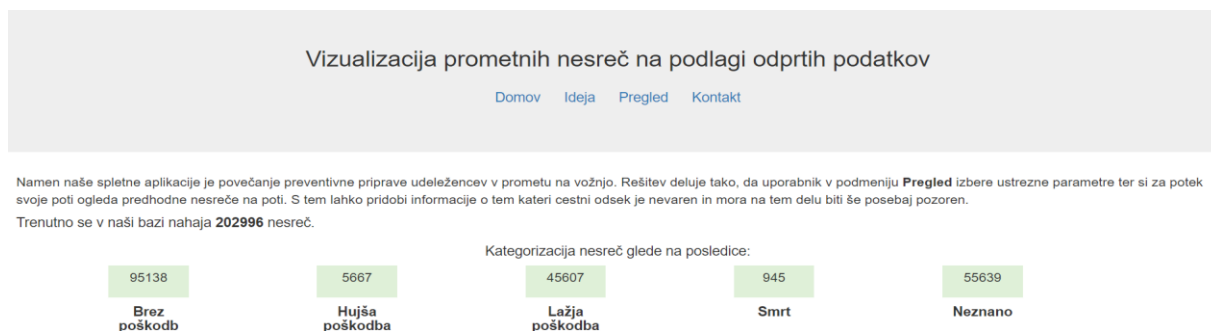 Vizualizacija prometnih nesreč na podlagi odprtih podatkov
Domov Ideja Pregled Kontakt
Namen naše spletne aplikacije je povečanje preventivne priprave udeležencev v prometu na vožnjo. Rešitev deluje tako, da uporabnik v podmeniju Pregled izbere ustrezne parametre ter si za potek
svoje poti ogleda predhodne nesreče na poti. S tem lahko pridobi informacije o tem kateri cestni odsek je nevaren in mora na tem delu biti še posebaj pozoren.
Trenutno se v naši bazi nahaja 202996 nesreč.
Kategorizacija nesreč glede na posledice:
95138 5667 45607 945 55639
Brez Hujša Lažja Smrt Neznano
poškodb poškodba poškodba